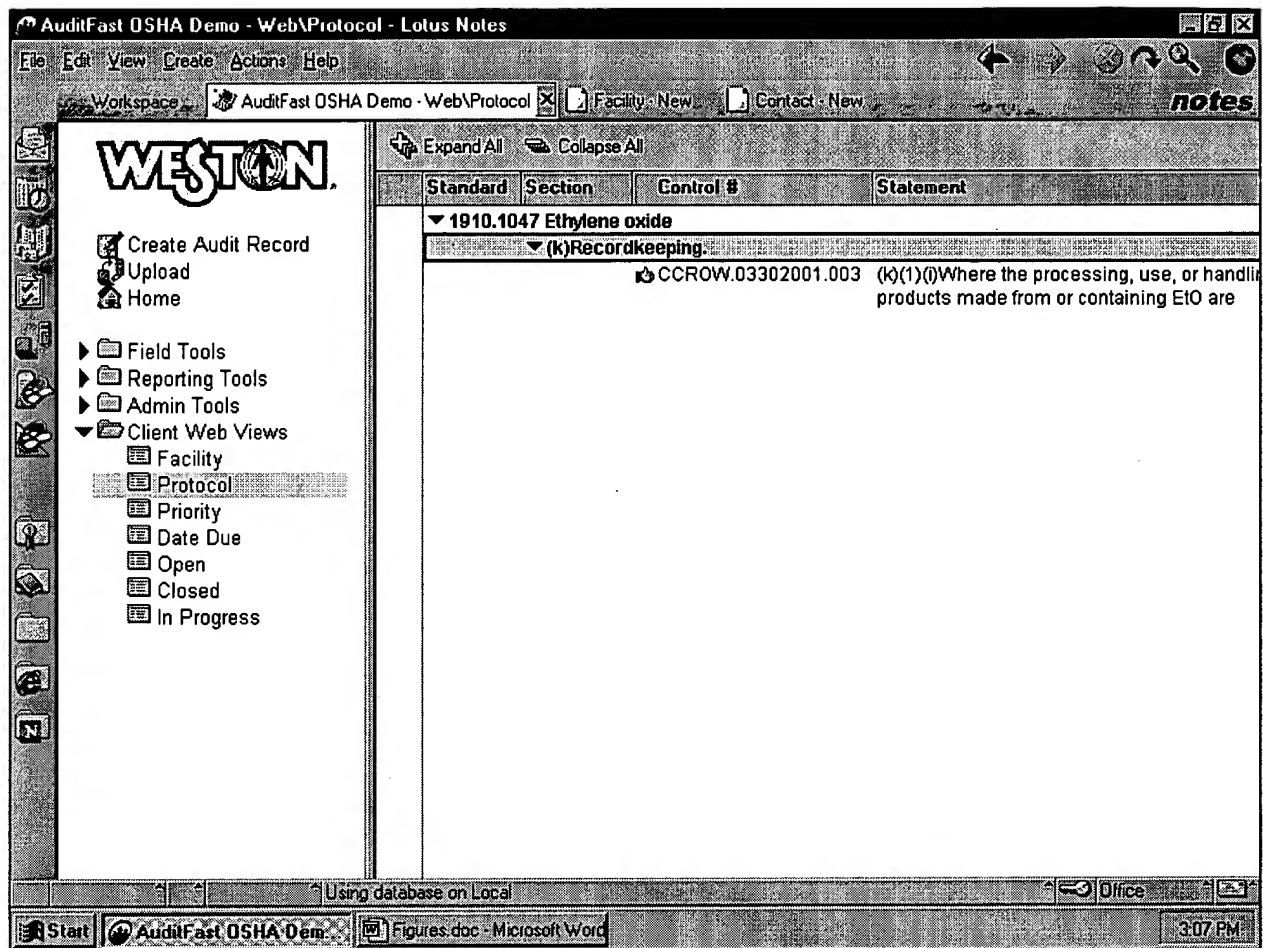 AuditFast OSHA Demo - Web\Protocol - Lotus Notes
File Edit View Create Actions Help
Workspace AuditFast OSHA Demo - Web\Protocol Facility - New Contact - New notes
WESTON.
Create Audit Record
Upload
Home
Field Tools
Reporting Tools
Admin Tools
Client Web Views
Facility
Protocol
Priority
Date Due
Open
Closed
In Progress
Expand All Collapse All
Standard Section Control # Statement
1910.1047 Ethylene oxide
(k)Recordkeeping.
CCROW.03302001.003 (k)(1)(i)Where the processing, use, or handlin
products made from or containing EtO are
Using database on Local Office
Start AuditFast OSHA Dem... Figures.doc - Microsoft Word 3:07 PM